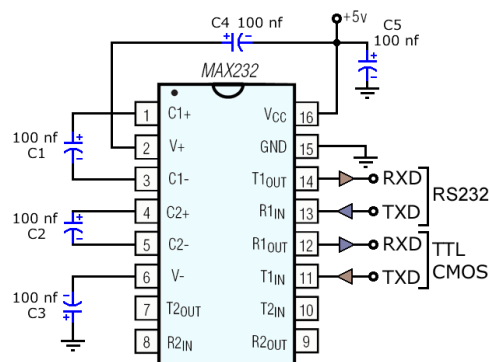 C4 100 nf
+5v
C5
100 nf
MAX232
+ -
+
-
1 C1+ VCC 16
100 nf
C1
+
-
2 V+ GND 15
3 C1- T1OUT 14 RXD
RS232
4 C2+ R1IN 13 TXD
100 nf
C2
+
-
5 C2- R1OUT 12 RXD
TTL
CMOS
6 V- T1IN 11 TXD
100 nf
C3
-
+
7 T2OUT T2IN 10
8 R2IN R2OUT 9